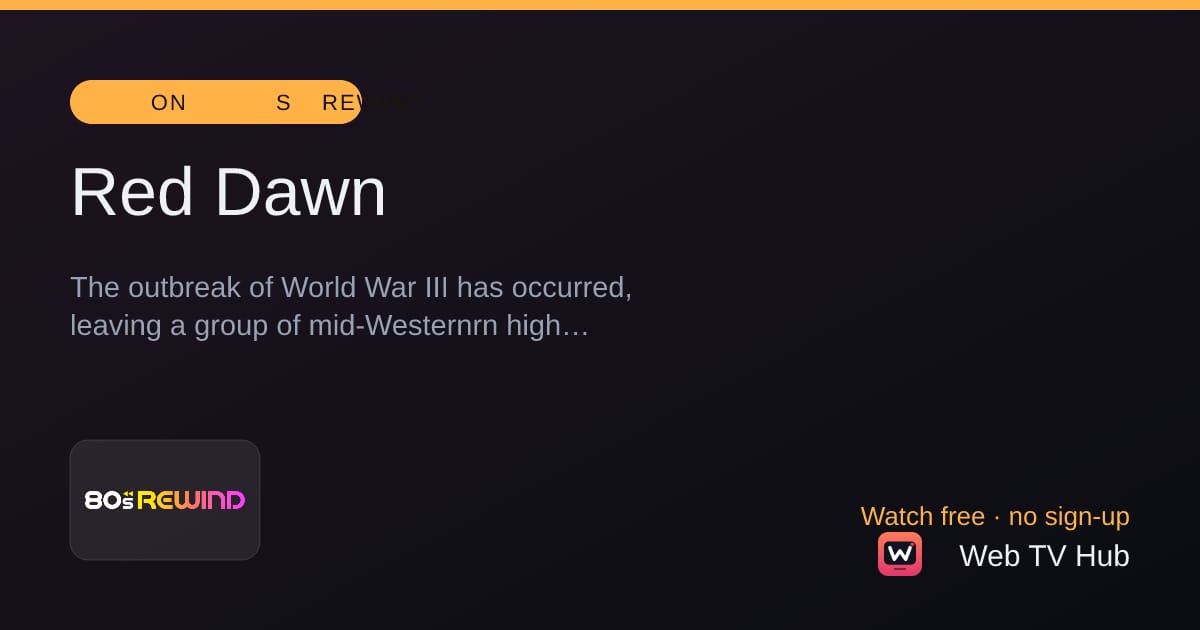 ON S REWIND
Red Dawn
The outbreak of World War III has occurred,
leaving a group of mid-Westernrn high…
80s REWIND
Watch free · no sign-up
W
Web TV Hub